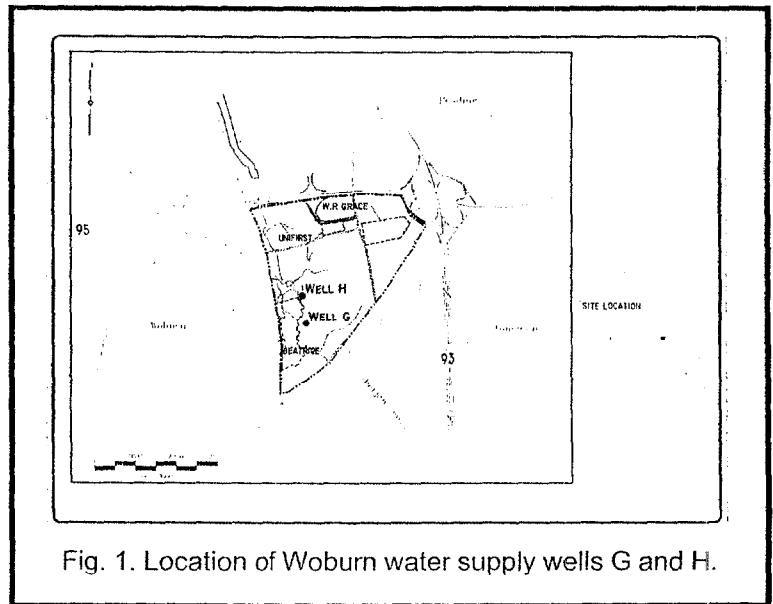 W.R GRACE
95
UNIFIRST
WELL H
SITE LOCATION
WELL G
Woburn
BEATRICE
93
Fig. 1. Location of Woburn water supply wells G and H.